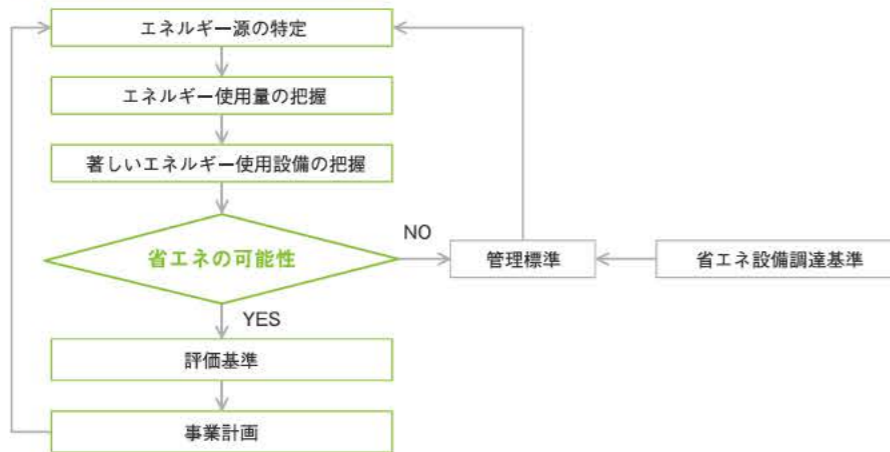 エネルギー源の特定
エネルギー使用量の把握
著しいエネルギー使用設備の把握
省エネの可能性
NO
管理標準
省エネ設備調達基準
YES
評価基準
事業計画